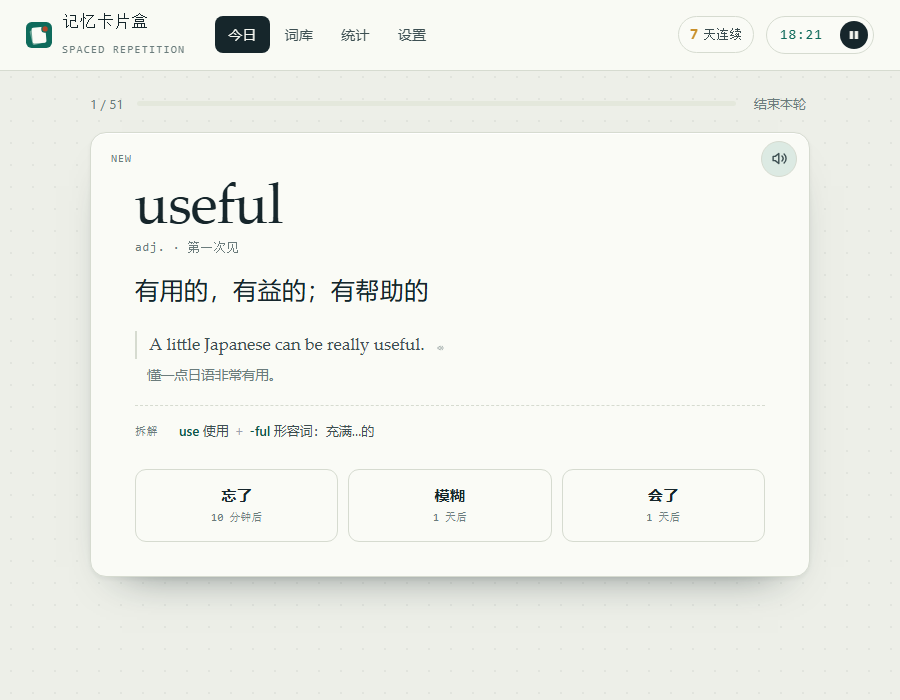 记忆卡片盒
SPACED REPETITION
今日 词库 统计 设置
7 天连续
18:21
1 / 51
结束本轮
NEW
useful
adj. · 第一次见
有用的，有益的；有帮助的
A little Japanese can be really useful.
懂一点日语非常有用。
拆解 use 使用 + -ful 形容词：充满…的
忘了 模糊 会了
10 分钟后 1 天后 1 天后